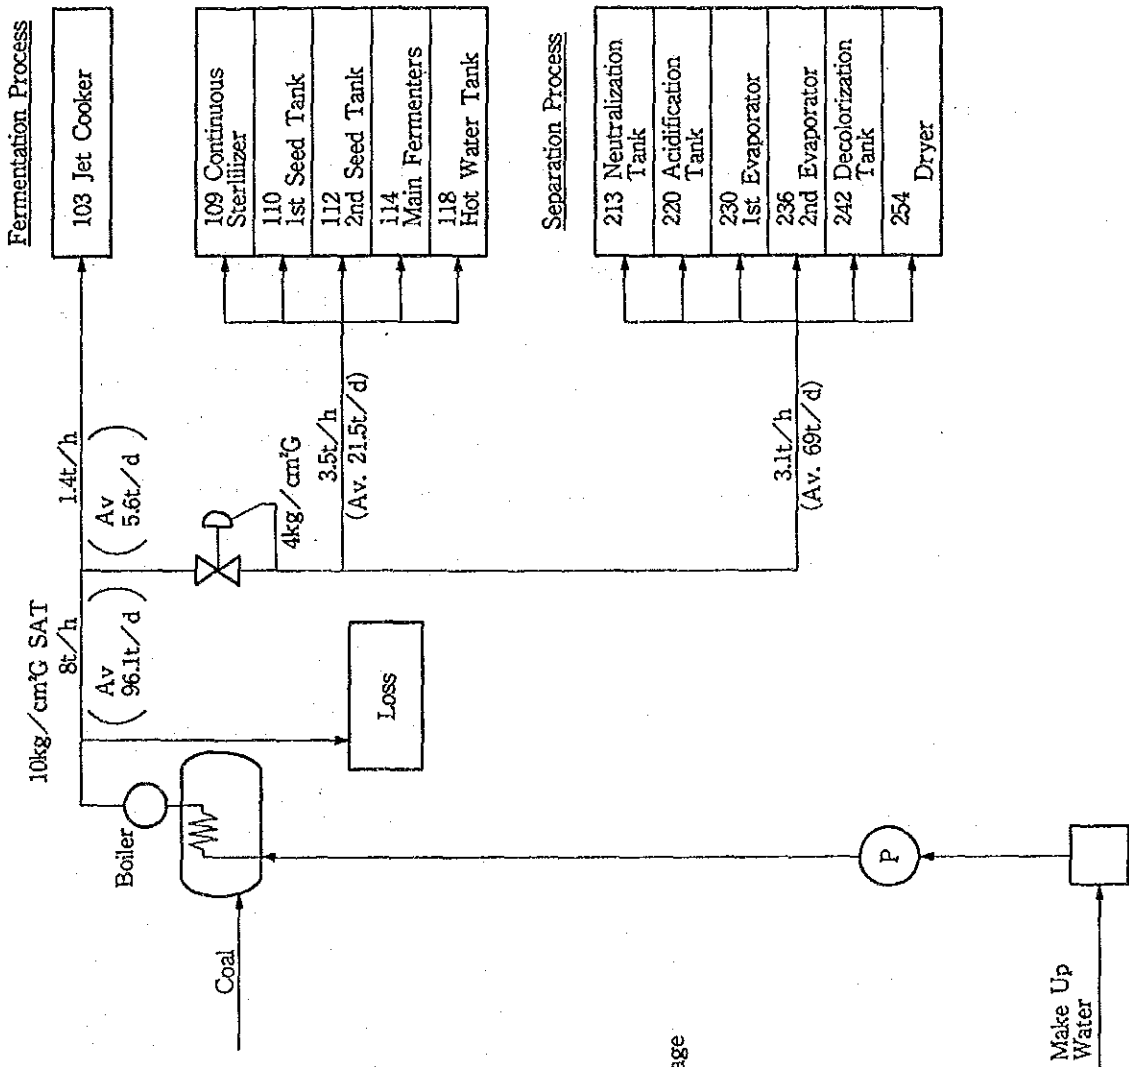 Fermentation Process
103 Jet Cooker
109 Continuous
Sterliizer
110
1st Seed Tank
112
2nd Seed Tank
114
Main Fermenters
118
Hot Water Tank
Separation Process
213 Neutralization
Tank
220 Acidification
Tank
230
1st Evaporator
236
2nd Evaporator
242 Decolorization
Tank
254
Dryer
1.4t/h
(Av
5.6t/d)
4kg/cm²G
3.5t/h
(Av. 21.5t/d)
3.1t/h
(Av. 69t/d)
10kg/cm²G SAT
8t/h
(Av
96.1t/d)
Loss
Boiler
Coal
P
Make Up
Water
age